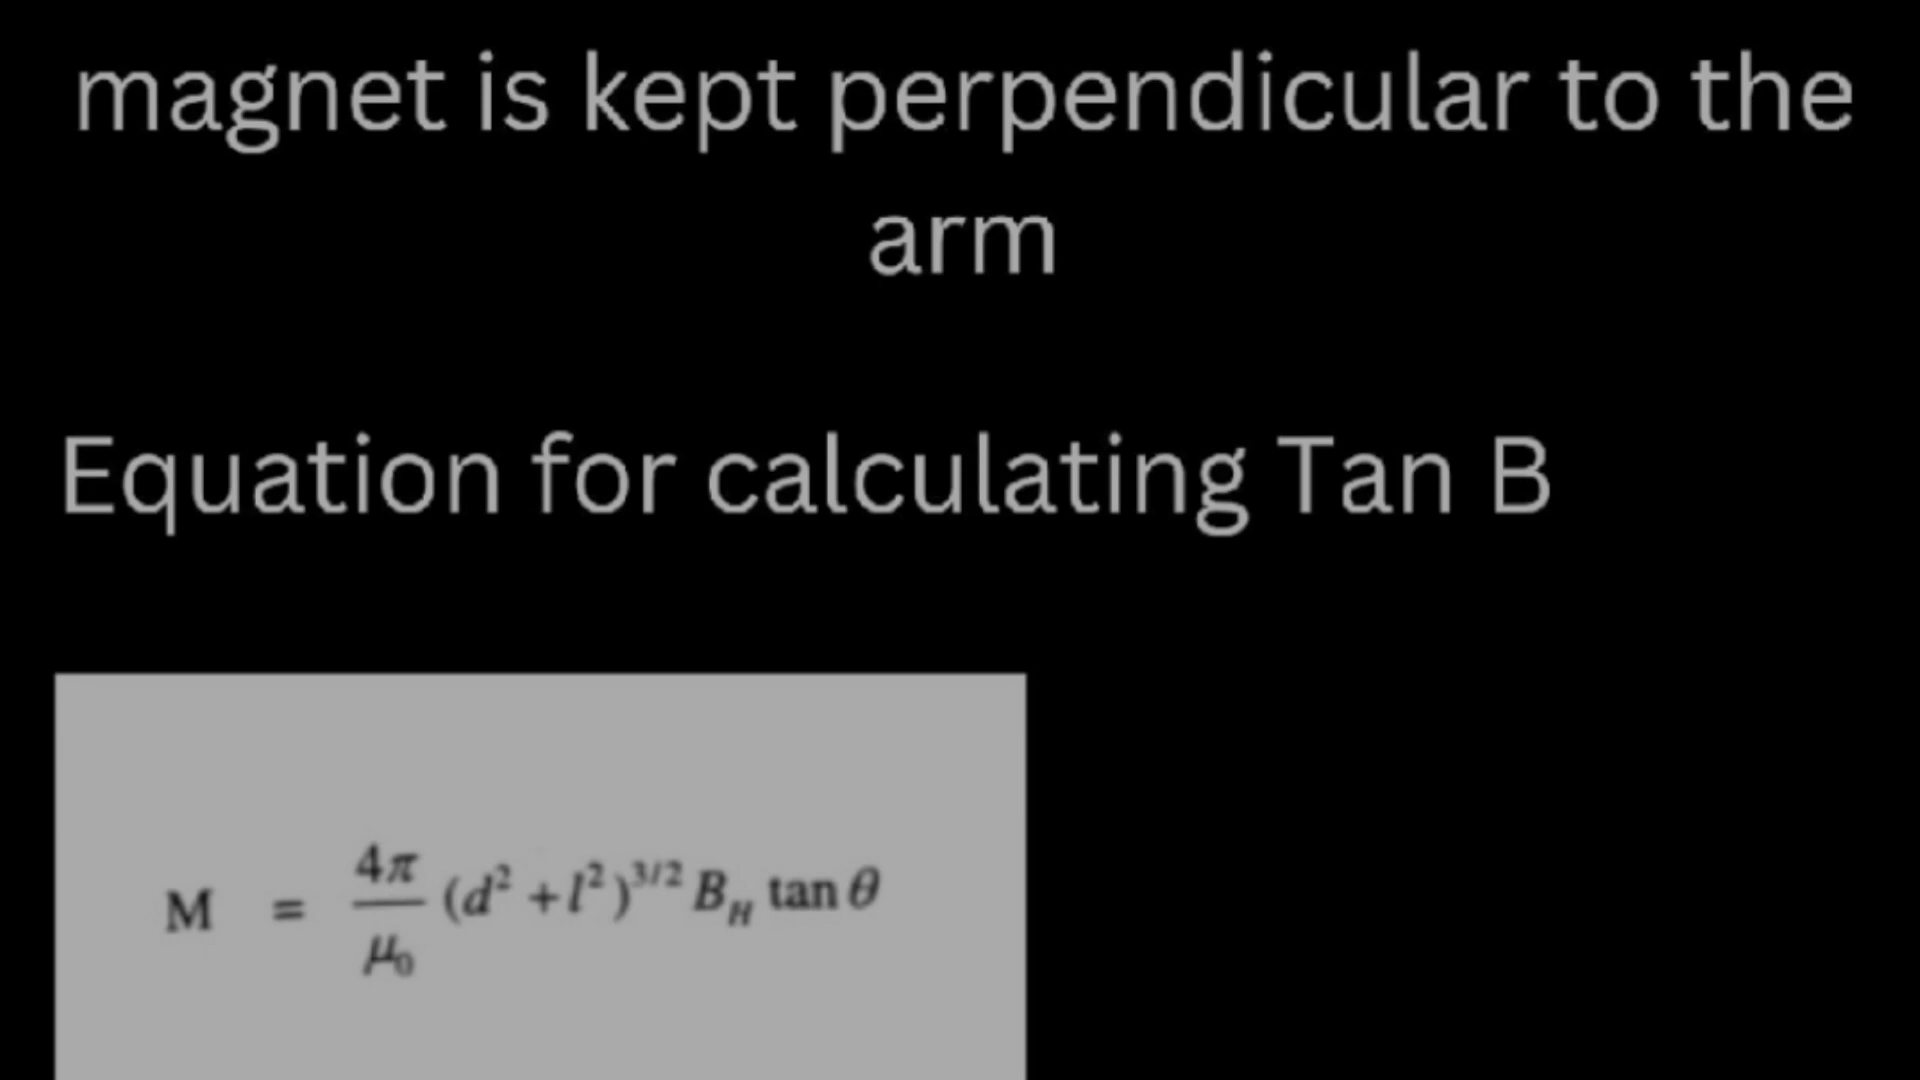 magnet is kept perpendicular to the
arm
Equation for calculating Tan B
M = 4π/μ₀ (d² + l²)^3/2 B_H tan θ